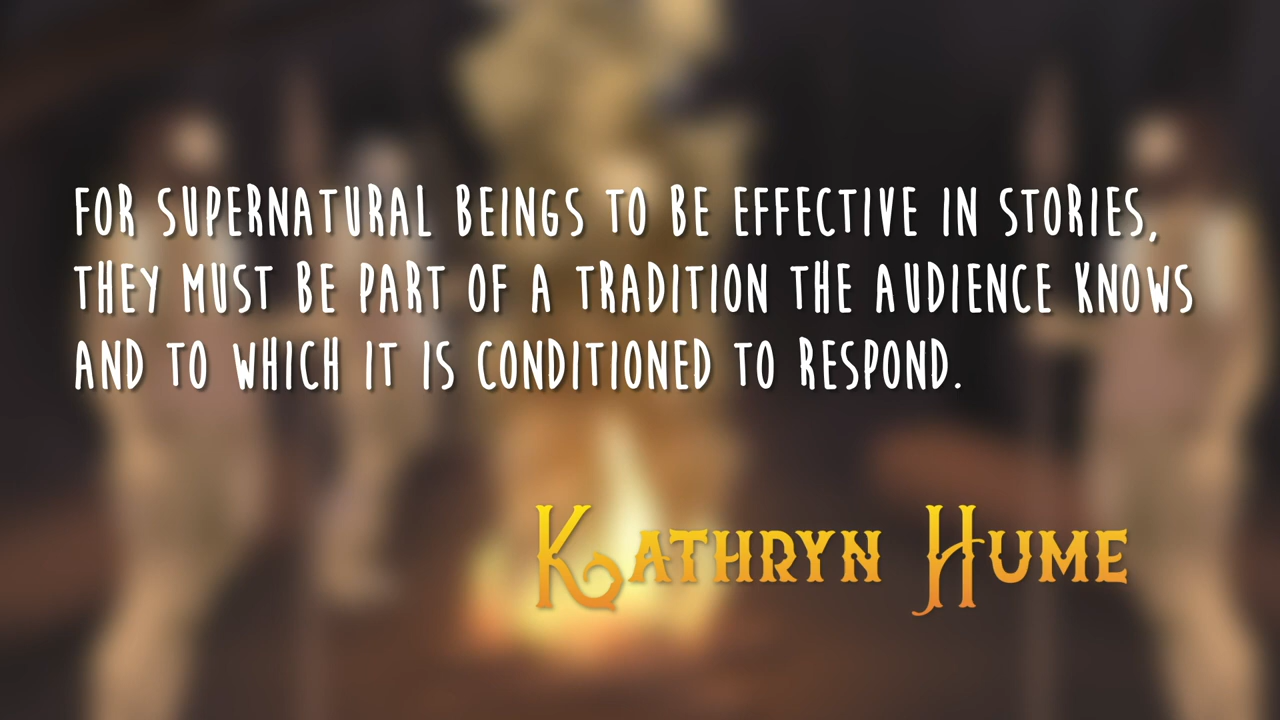 FOR SUPERNATURAL BEINGS TO BE EFFECTIVE IN STORIES,
THEY MUST BE PART OF A TRADITION THE AUDIENCE KNOWS
AND TO WHICH IT IS CONDITIONED TO RESPOND.
KATHRYN HUME